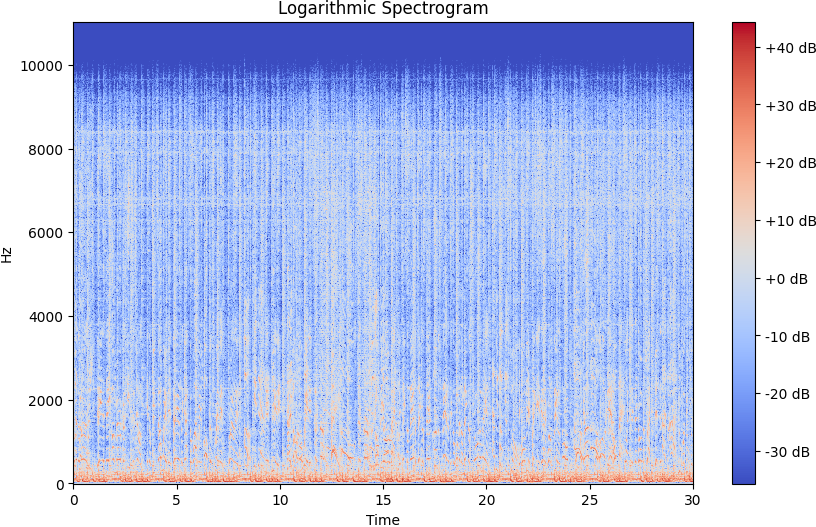 Logarithmic Spectrogram
Hz
10000
8000
6000
4000
2000
0
0 5 10 15 20 25 30
Time
+40 dB
+30 dB
+20 dB
+10 dB
+0 dB
-10 dB
-20 dB
-30 dB